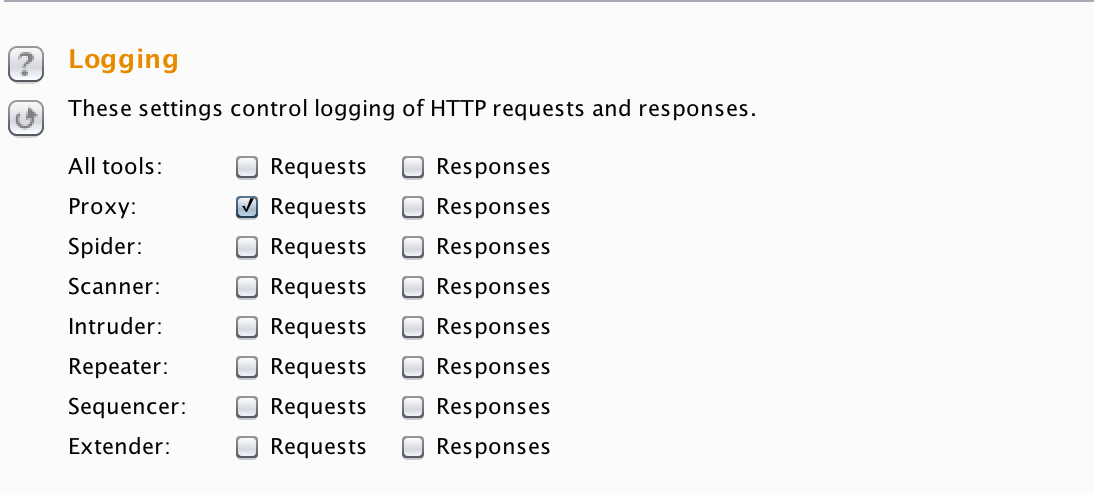 Logging
These settings control logging of HTTP requests and responses.
All tools: Requests Responses
Proxy: Requests Responses
Spider: Requests Responses
Scanner: Requests Responses
Intruder: Requests Responses
Repeater: Requests Responses
Sequencer: Requests Responses
Extender: Requests Responses